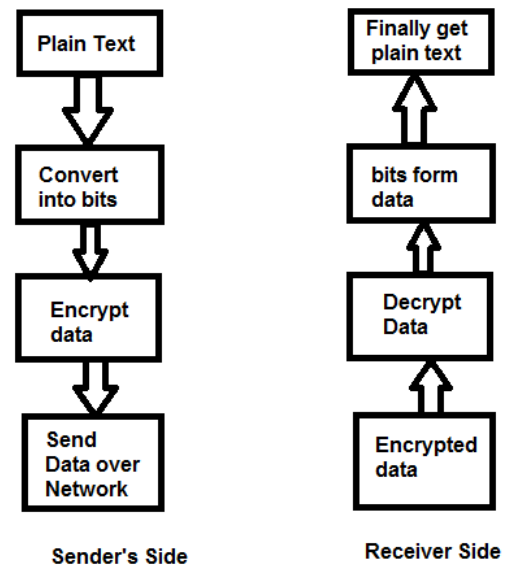 Plain Text
Convert
into bits
Encrypt
data
Send
Data over
Network
Sender's Side
Finally get
plain text
bits form
data
Decrypt
Data
Encrypted
data
Receiver Side